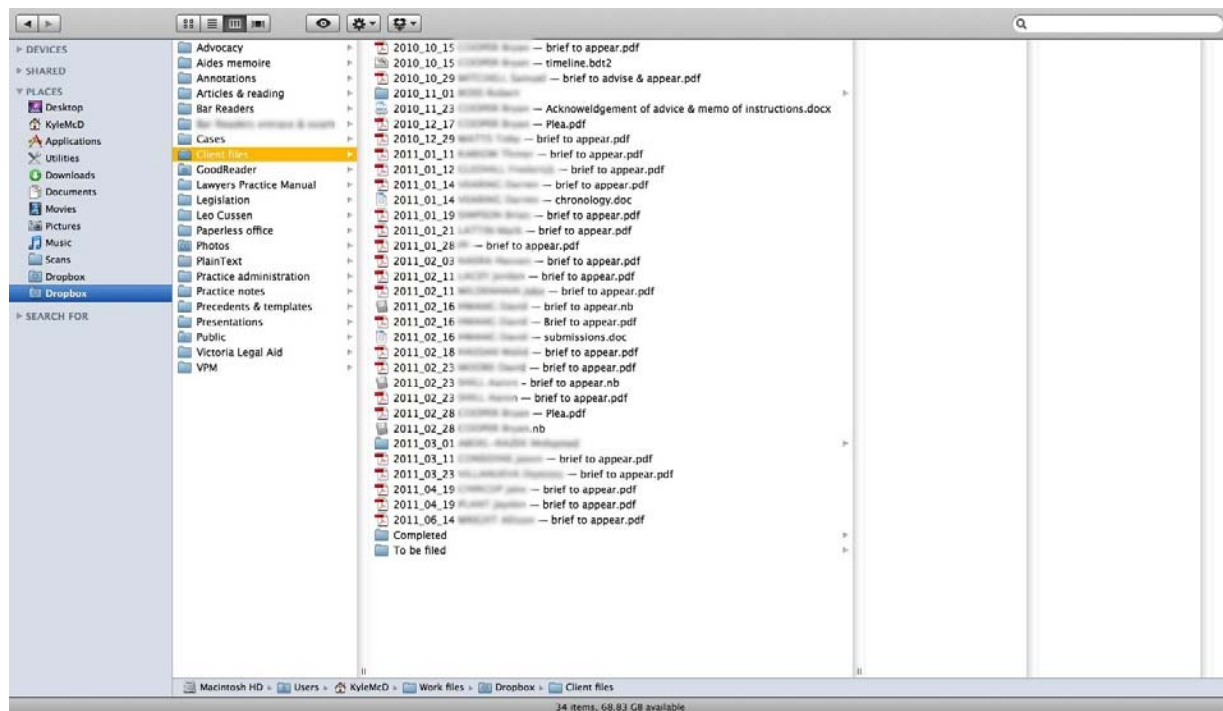 DEVICES
SHARED
PLACES
Desktop
KyleMcD
Applications
Utilities
Downloads
Documents
Movies
Pictures
Music
Scans
Dropbox
Dropbox
SEARCH FOR
Advocacy
Aides memoire
Annotations
Articles & reading
Bar Readers
Cases
Client files
GoodReader
Lawyers Practice Manual
Legislation
Leo Cussen
Paperless office
Photos
PlainText
Practice administration
Practice notes
Precedents & templates
Presentations
Public
Victoria Legal Aid
VPM
2010_10_15 — brief to appear.pdf
2010_10_15 — timeline.bdt2
2010_10_29 — brief to advise & appear.pdf
2010_11_01
2010_11_23 — Acknoweldgement of advice & memo of instructions.docx
2010_12_17 — Plea.pdf
2010_12_29 — brief to appear.pdf
2011_01_11 — brief to appear.pdf
2011_01_12 — brief to appear.pdf
2011_01_14 — brief to appear.pdf
2011_01_14 — chronology.doc
2011_01_19 — brief to appear.pdf
2011_01_21 — brief to appear.pdf
2011_01_28 — brief to appear.pdf
2011_02_03 — brief to appear.pdf
2011_02_11 — brief to appear.pdf
2011_02_11 — brief to appear.pdf
2011_02_16 — brief to appear.nb
2011_02_16 — Brief to appear.pdf
2011_02_16 — submissions.doc
2011_02_18 — brief to appear.pdf
2011_02_23 — brief to appear.pdf
2011_02_23 – brief to appear.nb
2011_02_23 — brief to appear.pdf
2011_02_28 — Plea.pdf
2011_02_28 .nb
2011_03_01
2011_03_11 — brief to appear.pdf
2011_03_23 — brief to appear.pdf
2011_04_19 — brief to appear.pdf
2011_04_19 — brief to appear.pdf
2011_06_14 — brief to appear.pdf
Completed
To be filed
Macintosh HD ▸ Users ▸ KyleMcD ▸ Work files ▸ Dropbox ▸ Client files
34 items, 68.83 GB available